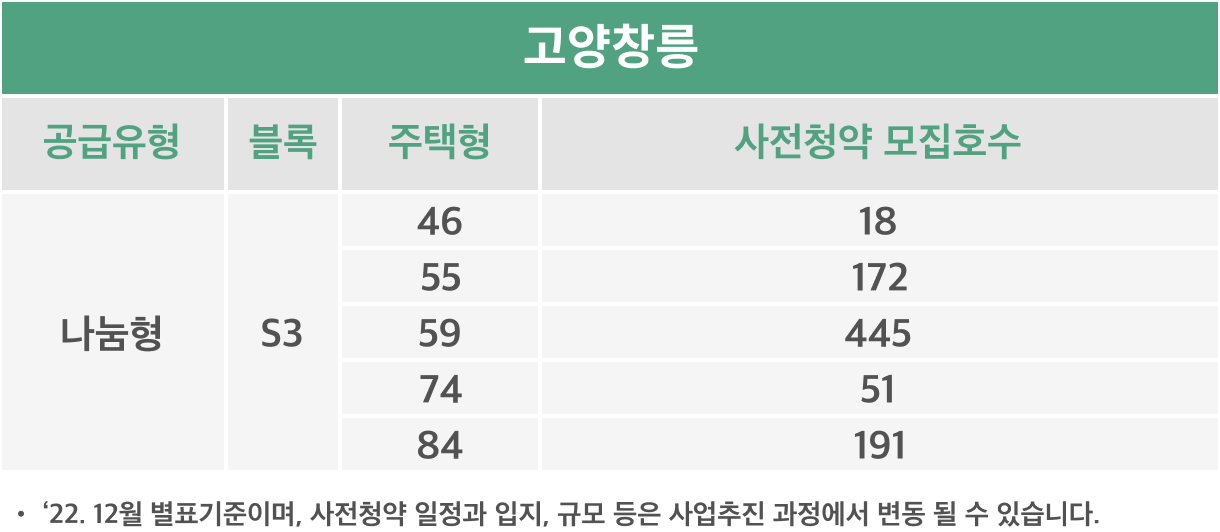 고양창릉
공급유형 블록 주택형 사전청약 모집호수
46 18
55 172
나눔형 S3 59 445
74 51
84 191
• ‘22. 12월 별표기준이며, 사전청약 일정과 입지, 규모 등은 사업추진 과정에서 변동 될 수 있습니다.